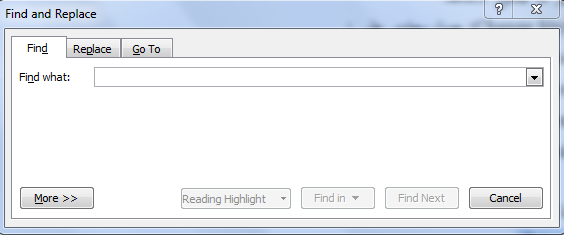 Find and Replace
Find Replace Go To
Find what:
More >> Reading Highlight Find in Find Next Cancel